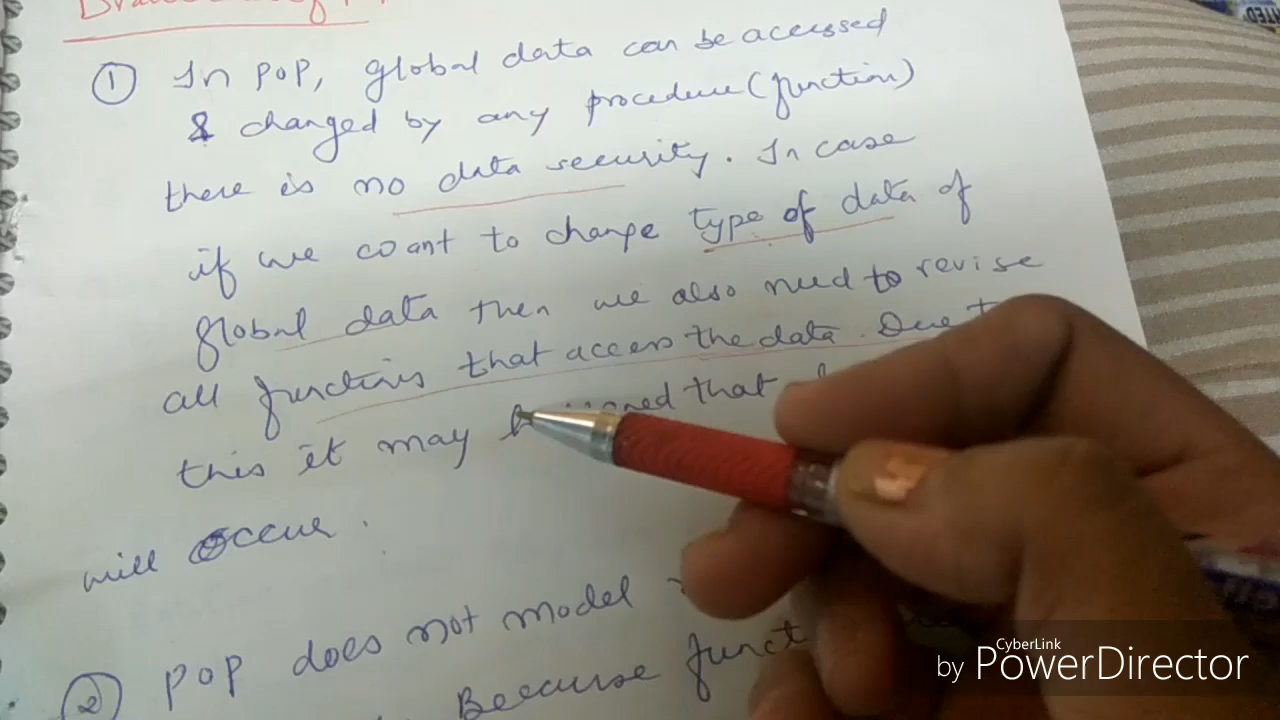 ① In POP, global data can be accessed
& changed by any procedure (function)
there is no data security. In case
if we want to change type of data of
global data then we also need to revise
all functions that access the data. Due
this it may that
will occur.
② POP does not model
Because
CyberLink
by PowerDirector